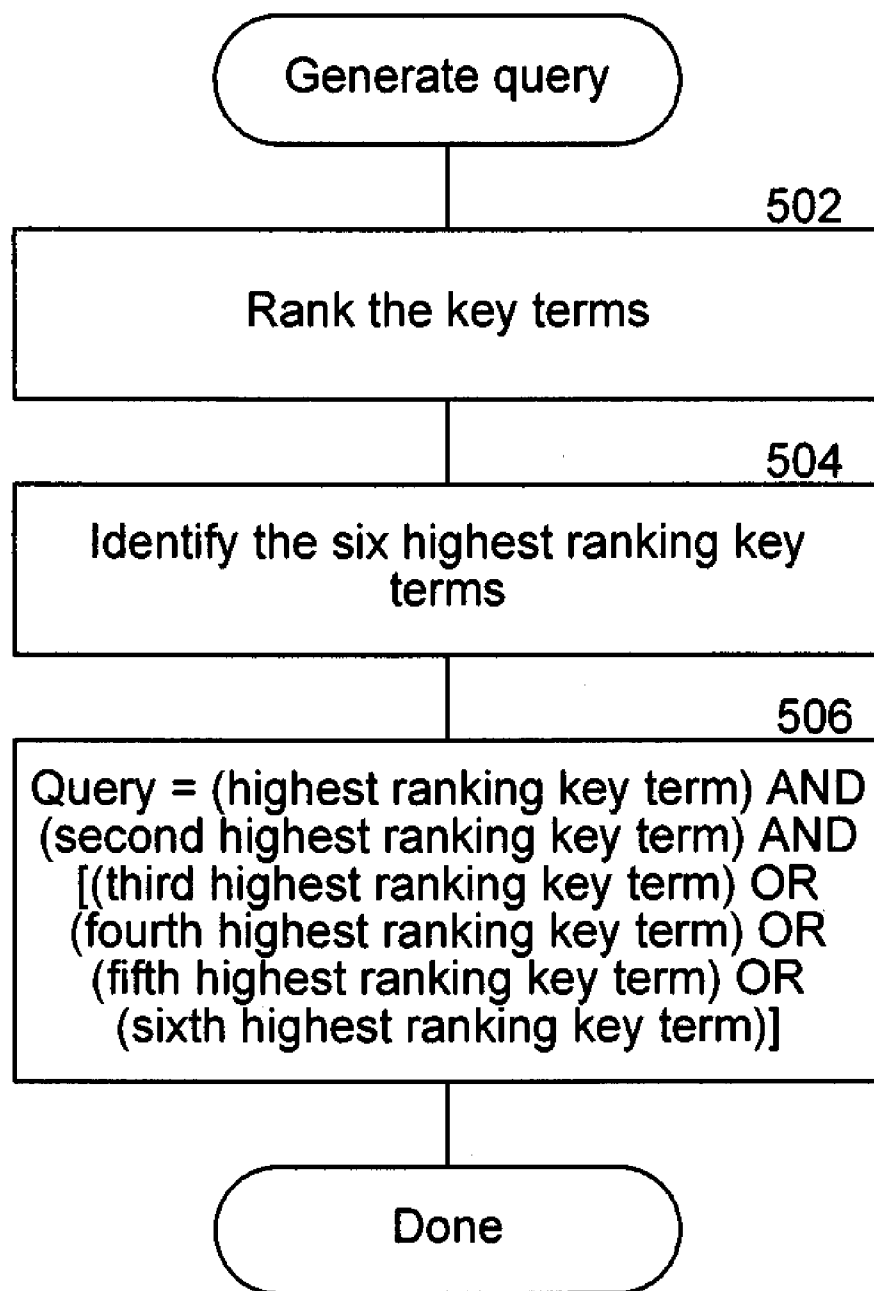 Generate query
502
Rank the key terms
504
Identify the six highest ranking key
terms
506
Query = (highest ranking key term) AND
(second highest ranking key term) AND
[(third highest ranking key term) OR
(fourth highest ranking key term) OR
(fifth highest ranking key term) OR
(sixth highest ranking key term)]
Done